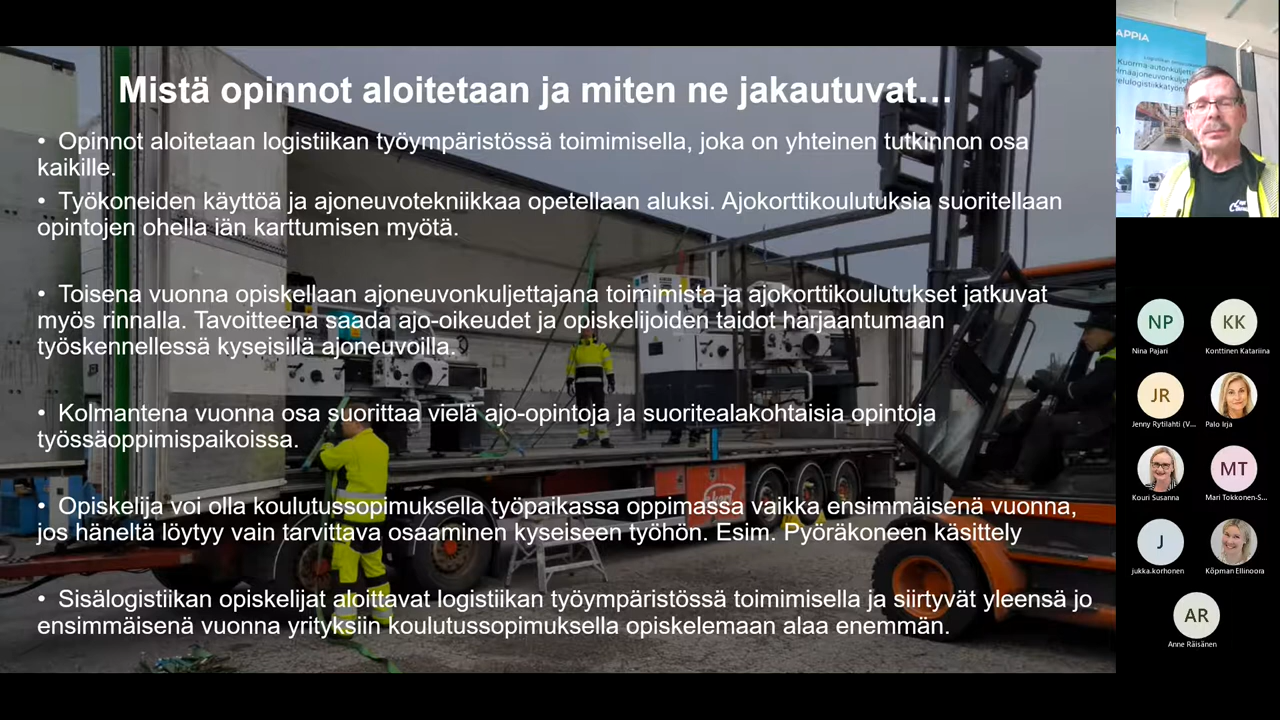 Mistä opinnot aloitetaan ja miten ne jakautuvat…
• Opinnot aloitetaan logistiikan työympäristössä toimimisella, joka on yhteinen tutkinnon osa
kaikille.
• Työkoneiden käyttöä ja ajoneuvotekniikkaa opetellaan aluksi. Ajokorttikoulutuksia suoritellaan
opintojen ohella iän karttumisen myötä.
• Toisena vuonna opiskellaan ajoneuvonkuljettajana toimimista ja ajokorttikoulutukset jatkuvat
myös rinnalla. Tavoitteena saada ajo-oikeudet ja opiskelijoiden taidot harjaantumaan
työskennellessä kyseisillä ajoneuvoilla.
• Kolmantena vuonna osa suorittaa vielä ajo-opintoja ja suoritealakohtaisia opintoja
työssäoppimispaikoissa.
• Opiskelija voi olla koulutussopimuksella työpaikassa oppimassa vaikka ensimmäisenä vuonna,
jos häneltä löytyy vain tarvittava osaaminen kyseiseen työhön. Esim. Pyöräkoneen käsittely
• Sisälogistiikan opiskelijat aloittavat logistiikan työympäristössä toimimisella ja siirtyvät yleensä jo
ensimmäisenä vuonna yrityksiin koulutussopimuksella opiskelemaan alaa enemmän.
APPIA
NP
Nina Pajari
KK
Konttinen Katariina
JR
Jenny Rytilahti (V...
Palo Irja
Kouri Susanna
MT
Mari Tokkonen-S...
J
jukka.korhonen
Köpman Ellinoora
AR
Anne Räisänen